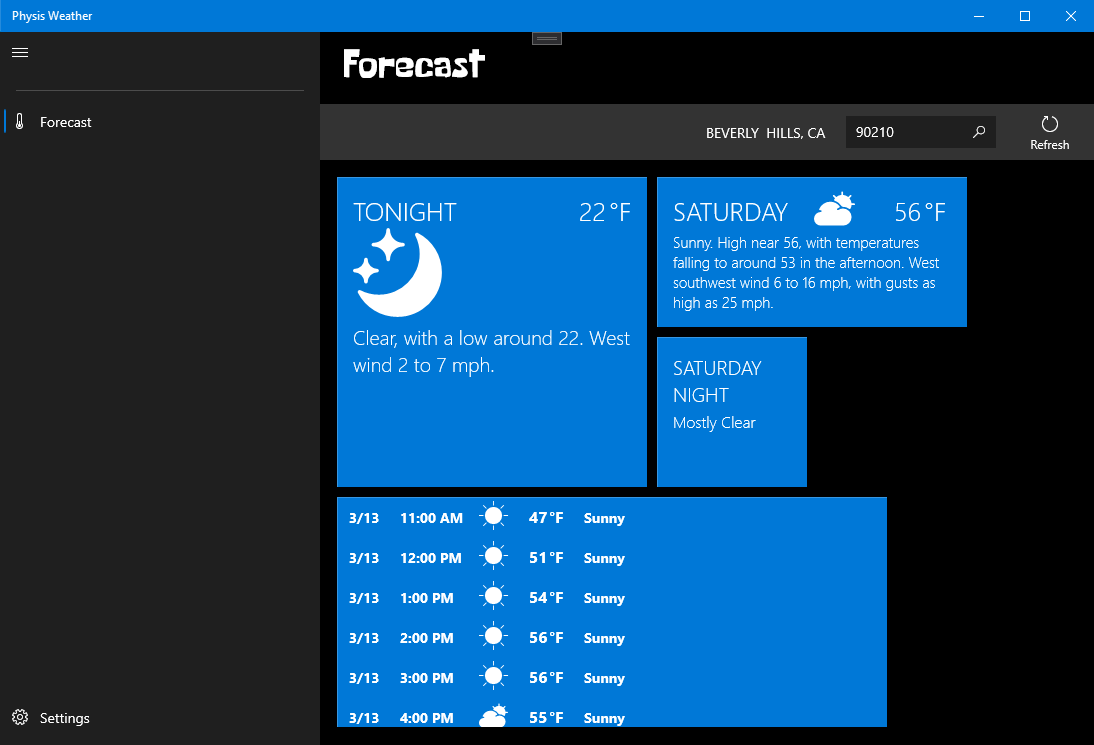 Physis Weather
Forecast
Forecast
BEVERLY  HILLS, CA
90210
Refresh
TONIGHT
22°F
Clear, with a low around 22. West
wind 2 to 7 mph.
SATURDAY
56°F
Sunny. High near 56, with temperatures
falling to around 53 in the afternoon. West
southwest wind 6 to 16 mph, with gusts as
high as 25 mph.
SATURDAY
NIGHT
Mostly Clear
3/13 11:00 AM 47°F Sunny
3/13 12:00 PM 51°F Sunny
3/13 1:00 PM 54°F Sunny
3/13 2:00 PM 56°F Sunny
3/13 3:00 PM 56°F Sunny
3/13 4:00 PM 55°F Sunny
Settings